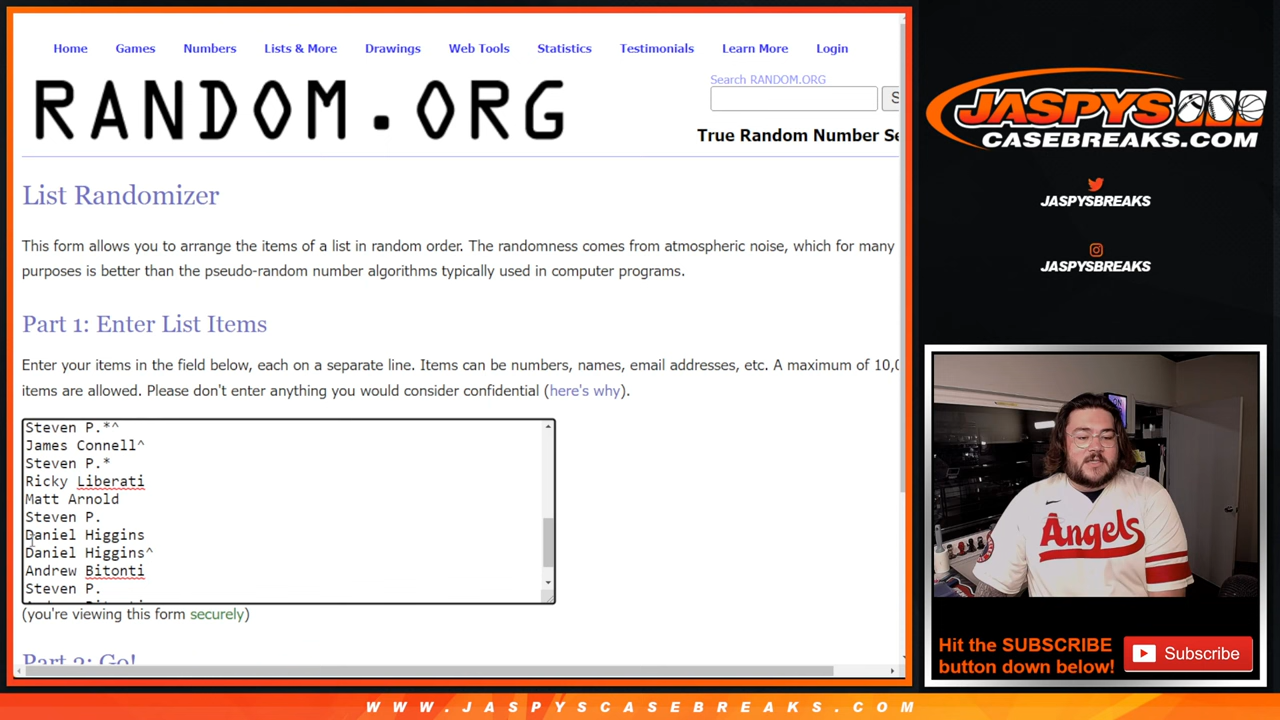 Home Games Numbers Lists & More Drawings Web Tools Statistics Testimonials Learn More Login
Search RANDOM.ORG
RANDOM.ORG
S
True Random Number Se
List Randomizer
This form allows you to arrange the items of a list in random order. The randomness comes from atmospheric noise, which for many
purposes is better than the pseudo-random number algorithms typically used in computer programs.
Part 1: Enter List Items
Enter your items in the field below, each on a separate line. Items can be numbers, names, email addresses, etc. A maximum of 10,0
items are allowed. Please don't enter anything you would consider confidential (here's why).
Steven P.*^
James Connell^
Steven P.*
Ricky Liberati
Matt Arnold
Steven P.
Daniel Higgins
Daniel Higgins^
Andrew Bitonti
Steven P.
(you're viewing this form securely)
Part 2: Go!
JASPYS
CASEBREAKS.COM
JASPYSBREAKS
JASPYSBREAKS
Angels
Hit the SUBSCRIBE
button down below!
Subscribe
WWW.JASPYSCASEBREAKS.COM